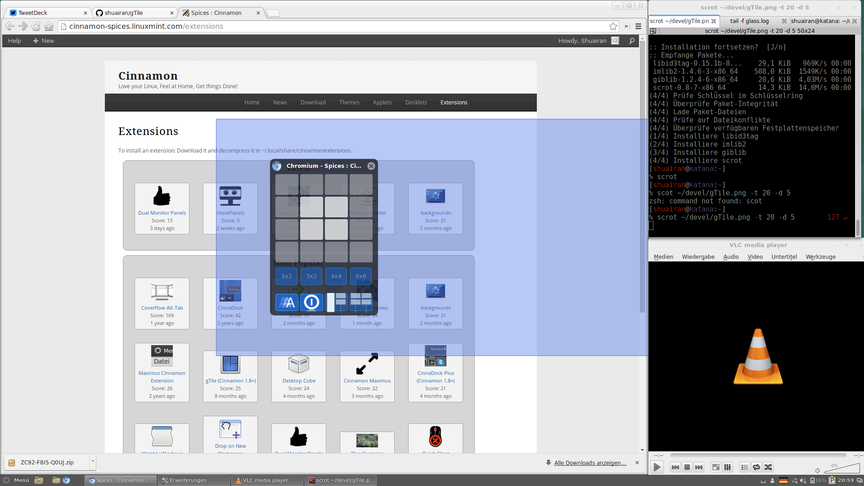 TweetDeck
shuairan/gTile
Spices : Cinnamon
cinnamon-spices.linuxmint.com/extensions
Help
New
Howdy, Shuairan
Cinnamon
Love your Linux, Feel at Home, Get things Done!
Home
News
Download
Themes
Applets
Desklets
Extensions
Extensions
To install an extension: Download it and decompress it in ~/.local/share/cinnamon/extensions.
Dual Monitor Panels
Score: 13
3 days ago
Score: 0
2 weeks ago
backgrounds
Score: 31
2 months ago
Chromium - Spices : Ci...
2x2
3x2
4x4
6x6
Coverflow Alt-Tab
Score: 169
1 year ago
CinnaDock
Score: 42
2 years ago
2 months ago
1 month ago
backgrounds
Score: 31
2 months ago
Datei
Maximus Cinnamon
Extension
Score: 26
2 years ago
gTile (Cinnamon 1.8+)
Score: 25
8 months ago
Desktop Cube
Score: 24
4 months ago
Cinnamon Maximus
Score: 22
3 months ago
CinnaDock Plus
(Cinnamon 1.8+)
Score: 21
4 months ago
Drop on New
ZC92-F8I5-Q0UJ.zip
Alle Downloads anzeigen...
scrot ~/devel/gTile.png -t 20 -d 5
scrot ~/devel/gTile.pn
tail -f glass.log
shuairan@katana: ~/
scrot ~/devel/gTile.png -t 20 -d 5 50x24
:: Installation fortsetzen? [J/n]
:: Empfange Pakete...
libid3tag-0.15.1b-8... 29,1 KiB 969K/s 00:00
imlib2-1.4.6-3-x86_64 508,0 KiB 1549K/s 00:00
giblib-1.2.4-6-x86_64 20,6 KiB 4,03M/s 00:00
scrot-0.8-7-x86_64 14,3 KiB 14,0M/s 00:00
(4/4) Prüfe Schlüssel im Schlüsselring
(4/4) Überprüfe Paket-Integrität
(4/4) Lade Paket-Dateien
(4/4) Prüfe auf Dateikonflikte
(4/4) Überprüfe verfügbaren Festplattenspeicher
(1/4) Installiere libid3tag
(2/4) Installiere imlib2
(3/4) Installiere giblib
(4/4) Installiere scrot
[shuairan@katana:~]
% scrot
[shuairan@katana:~]
% scot ~/devel/gTile.png -t 20 -d 5
zsh: command not found: scot
[shuairan@katana:~]
% scrot ~/devel/gTile.png -t 20 -d 5 127 ↵
VLC media player
Medien
Wiedergabe
Audio
Video
Untertitel
Werkzeuge
Menü
Spices : Cinnamon - ...
Erweiterungen
VLC media player
scrot ~/devel/gTile.p...
20:59